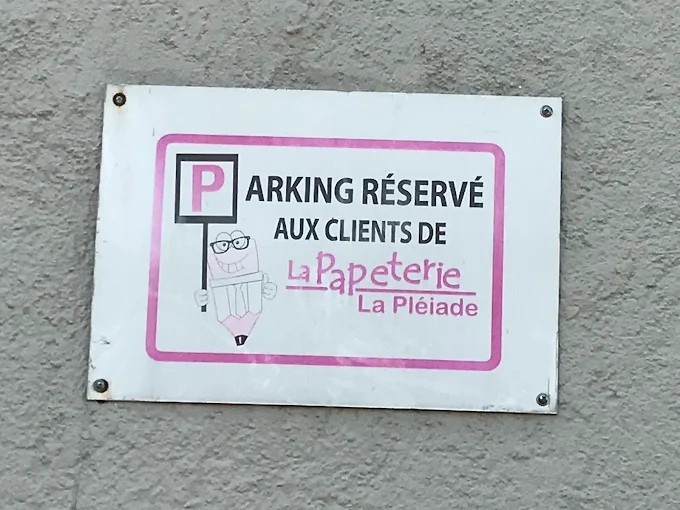 PARKING RÉSERVÉ
AUX CLIENTS DE
La Papeterie
La Pléiade